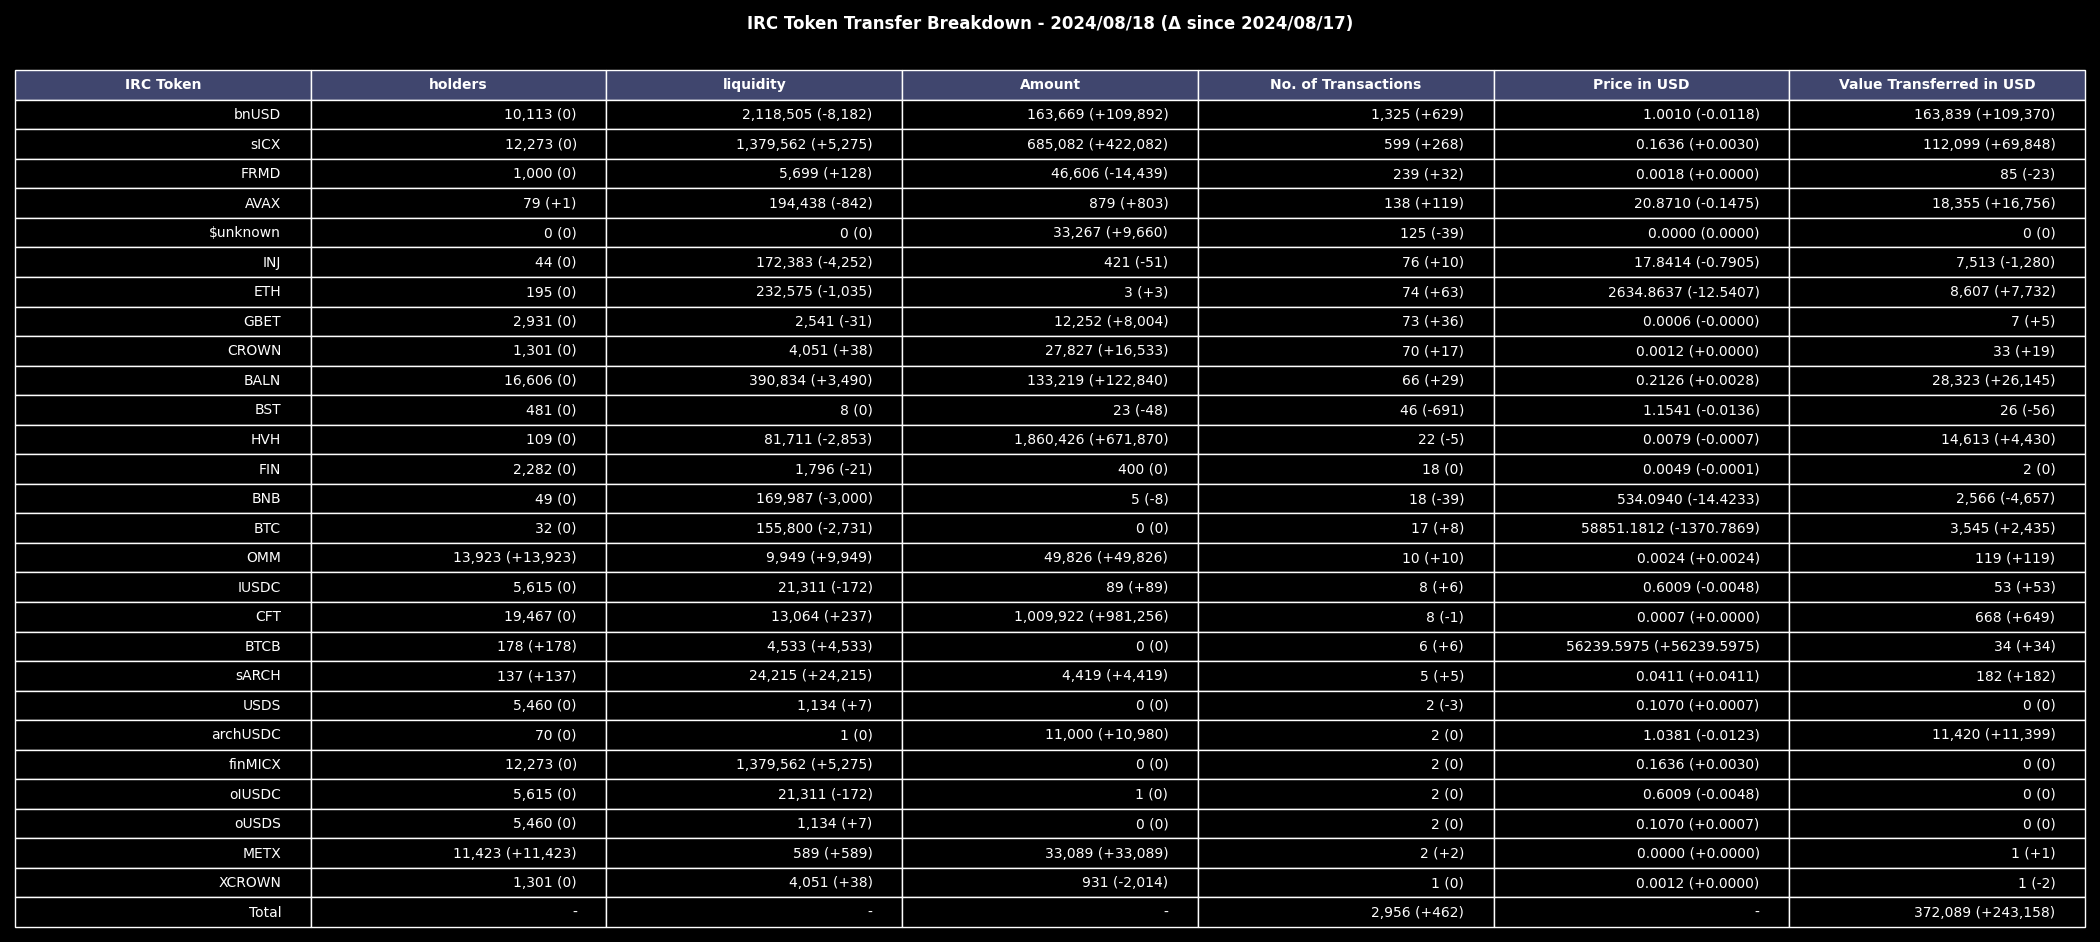 IRC Token Transfer Breakdown - 2024/08/18 (Δ since 2024/08/17)
IRC Token holders liquidity Amount No. of Transactions Price in USD Value Transferred in USD
bnUSD 10,113 (0) 2,118,505 (-8,182) 163,669 (+109,892) 1,325 (+629) 1.0010 (-0.0118) 163,839 (+109,370)
sICX 12,273 (0) 1,379,562 (+5,275) 685,082 (+422,082) 599 (+268) 0.1636 (+0.0030) 112,099 (+69,848)
FRMD 1,000 (0) 5,699 (+128) 46,606 (-14,439) 239 (+32) 0.0018 (+0.0000) 85 (-23)
AVAX 79 (+1) 194,438 (-842) 879 (+803) 138 (+119) 20.8710 (-0.1475) 18,355 (+16,756)
$unknown 0 (0) 0 (0) 33,267 (+9,660) 125 (-39) 0.0000 (0.0000) 0 (0)
INJ 44 (0) 172,383 (-4,252) 421 (-51) 76 (+10) 17.8414 (-0.7905) 7,513 (-1,280)
ETH 195 (0) 232,575 (-1,035) 3 (+3) 74 (+63) 2634.8637 (-12.5407) 8,607 (+7,732)
GBET 2,931 (0) 2,541 (-31) 12,252 (+8,004) 73 (+36) 0.0006 (-0.0000) 7 (+5)
CROWN 1,301 (0) 4,051 (+38) 27,827 (+16,533) 70 (+17) 0.0012 (+0.0000) 33 (+19)
BALN 16,606 (0) 390,834 (+3,490) 133,219 (+122,840) 66 (+29) 0.2126 (+0.0028) 28,323 (+26,145)
BST 481 (0) 8 (0) 23 (-48) 46 (-691) 1.1541 (-0.0136) 26 (-56)
HVH 109 (0) 81,711 (-2,853) 1,860,426 (+671,870) 22 (-5) 0.0079 (-0.0007) 14,613 (+4,430)
FIN 2,282 (0) 1,796 (-21) 400 (0) 18 (0) 0.0049 (-0.0001) 2 (0)
BNB 49 (0) 169,987 (-3,000) 5 (-8) 18 (-39) 534.0940 (-14.4233) 2,566 (-4,657)
BTC 32 (0) 155,800 (-2,731) 0 (0) 17 (+8) 58851.1812 (-1370.7869) 3,545 (+2,435)
OMM 13,923 (+13,923) 9,949 (+9,949) 49,826 (+49,826) 10 (+10) 0.0024 (+0.0024) 119 (+119)
IUSDC 5,615 (0) 21,311 (-172) 89 (+89) 8 (+6) 0.6009 (-0.0048) 53 (+53)
CFT 19,467 (0) 13,064 (+237) 1,009,922 (+981,256) 8 (-1) 0.0007 (+0.0000) 668 (+649)
BTCB 178 (+178) 4,533 (+4,533) 0 (0) 6 (+6) 56239.5975 (+56239.5975) 34 (+34)
sARCH 137 (+137) 24,215 (+24,215) 4,419 (+4,419) 5 (+5) 0.0411 (+0.0411) 182 (+182)
USDS 5,460 (0) 1,134 (+7) 0 (0) 2 (-3) 0.1070 (+0.0007) 0 (0)
archUSDC 70 (0) 1 (0) 11,000 (+10,980) 2 (0) 1.0381 (-0.0123) 11,420 (+11,399)
finMICX 12,273 (0) 1,379,562 (+5,275) 0 (0) 2 (0) 0.1636 (+0.0030) 0 (0)
oIUSDC 5,615 (0) 21,311 (-172) 1 (0) 2 (0) 0.6009 (-0.0048) 0 (0)
oUSDS 5,460 (0) 1,134 (+7) 0 (0) 2 (0) 0.1070 (+0.0007) 0 (0)
METX 11,423 (+11,423) 589 (+589) 33,089 (+33,089) 2 (+2) 0.0000 (+0.0000) 1 (+1)
XCROWN 1,301 (0) 4,051 (+38) 931 (-2,014) 1 (0) 0.0012 (+0.0000) 1 (-2)
Total - - - 2,956 (+462) - 372,089 (+243,158)